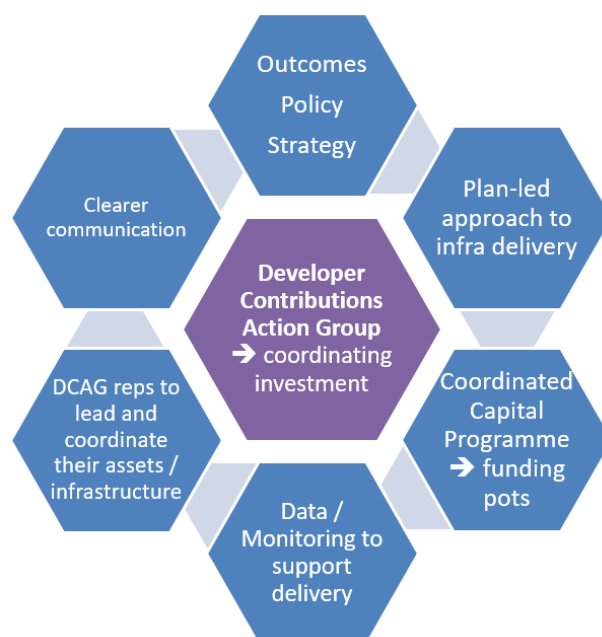 Outcomes
Policy
Strategy
Plan-led
approach to
infra delivery
Coordinated
Capital
Programme
➔ funding
pots
Data /
Monitoring to
support
delivery
DCAG reps to
lead and
coordinate
their assets /
infrastructure
Clearer
communication
Developer
Contributions
Action Group
➔ coordinating
investment